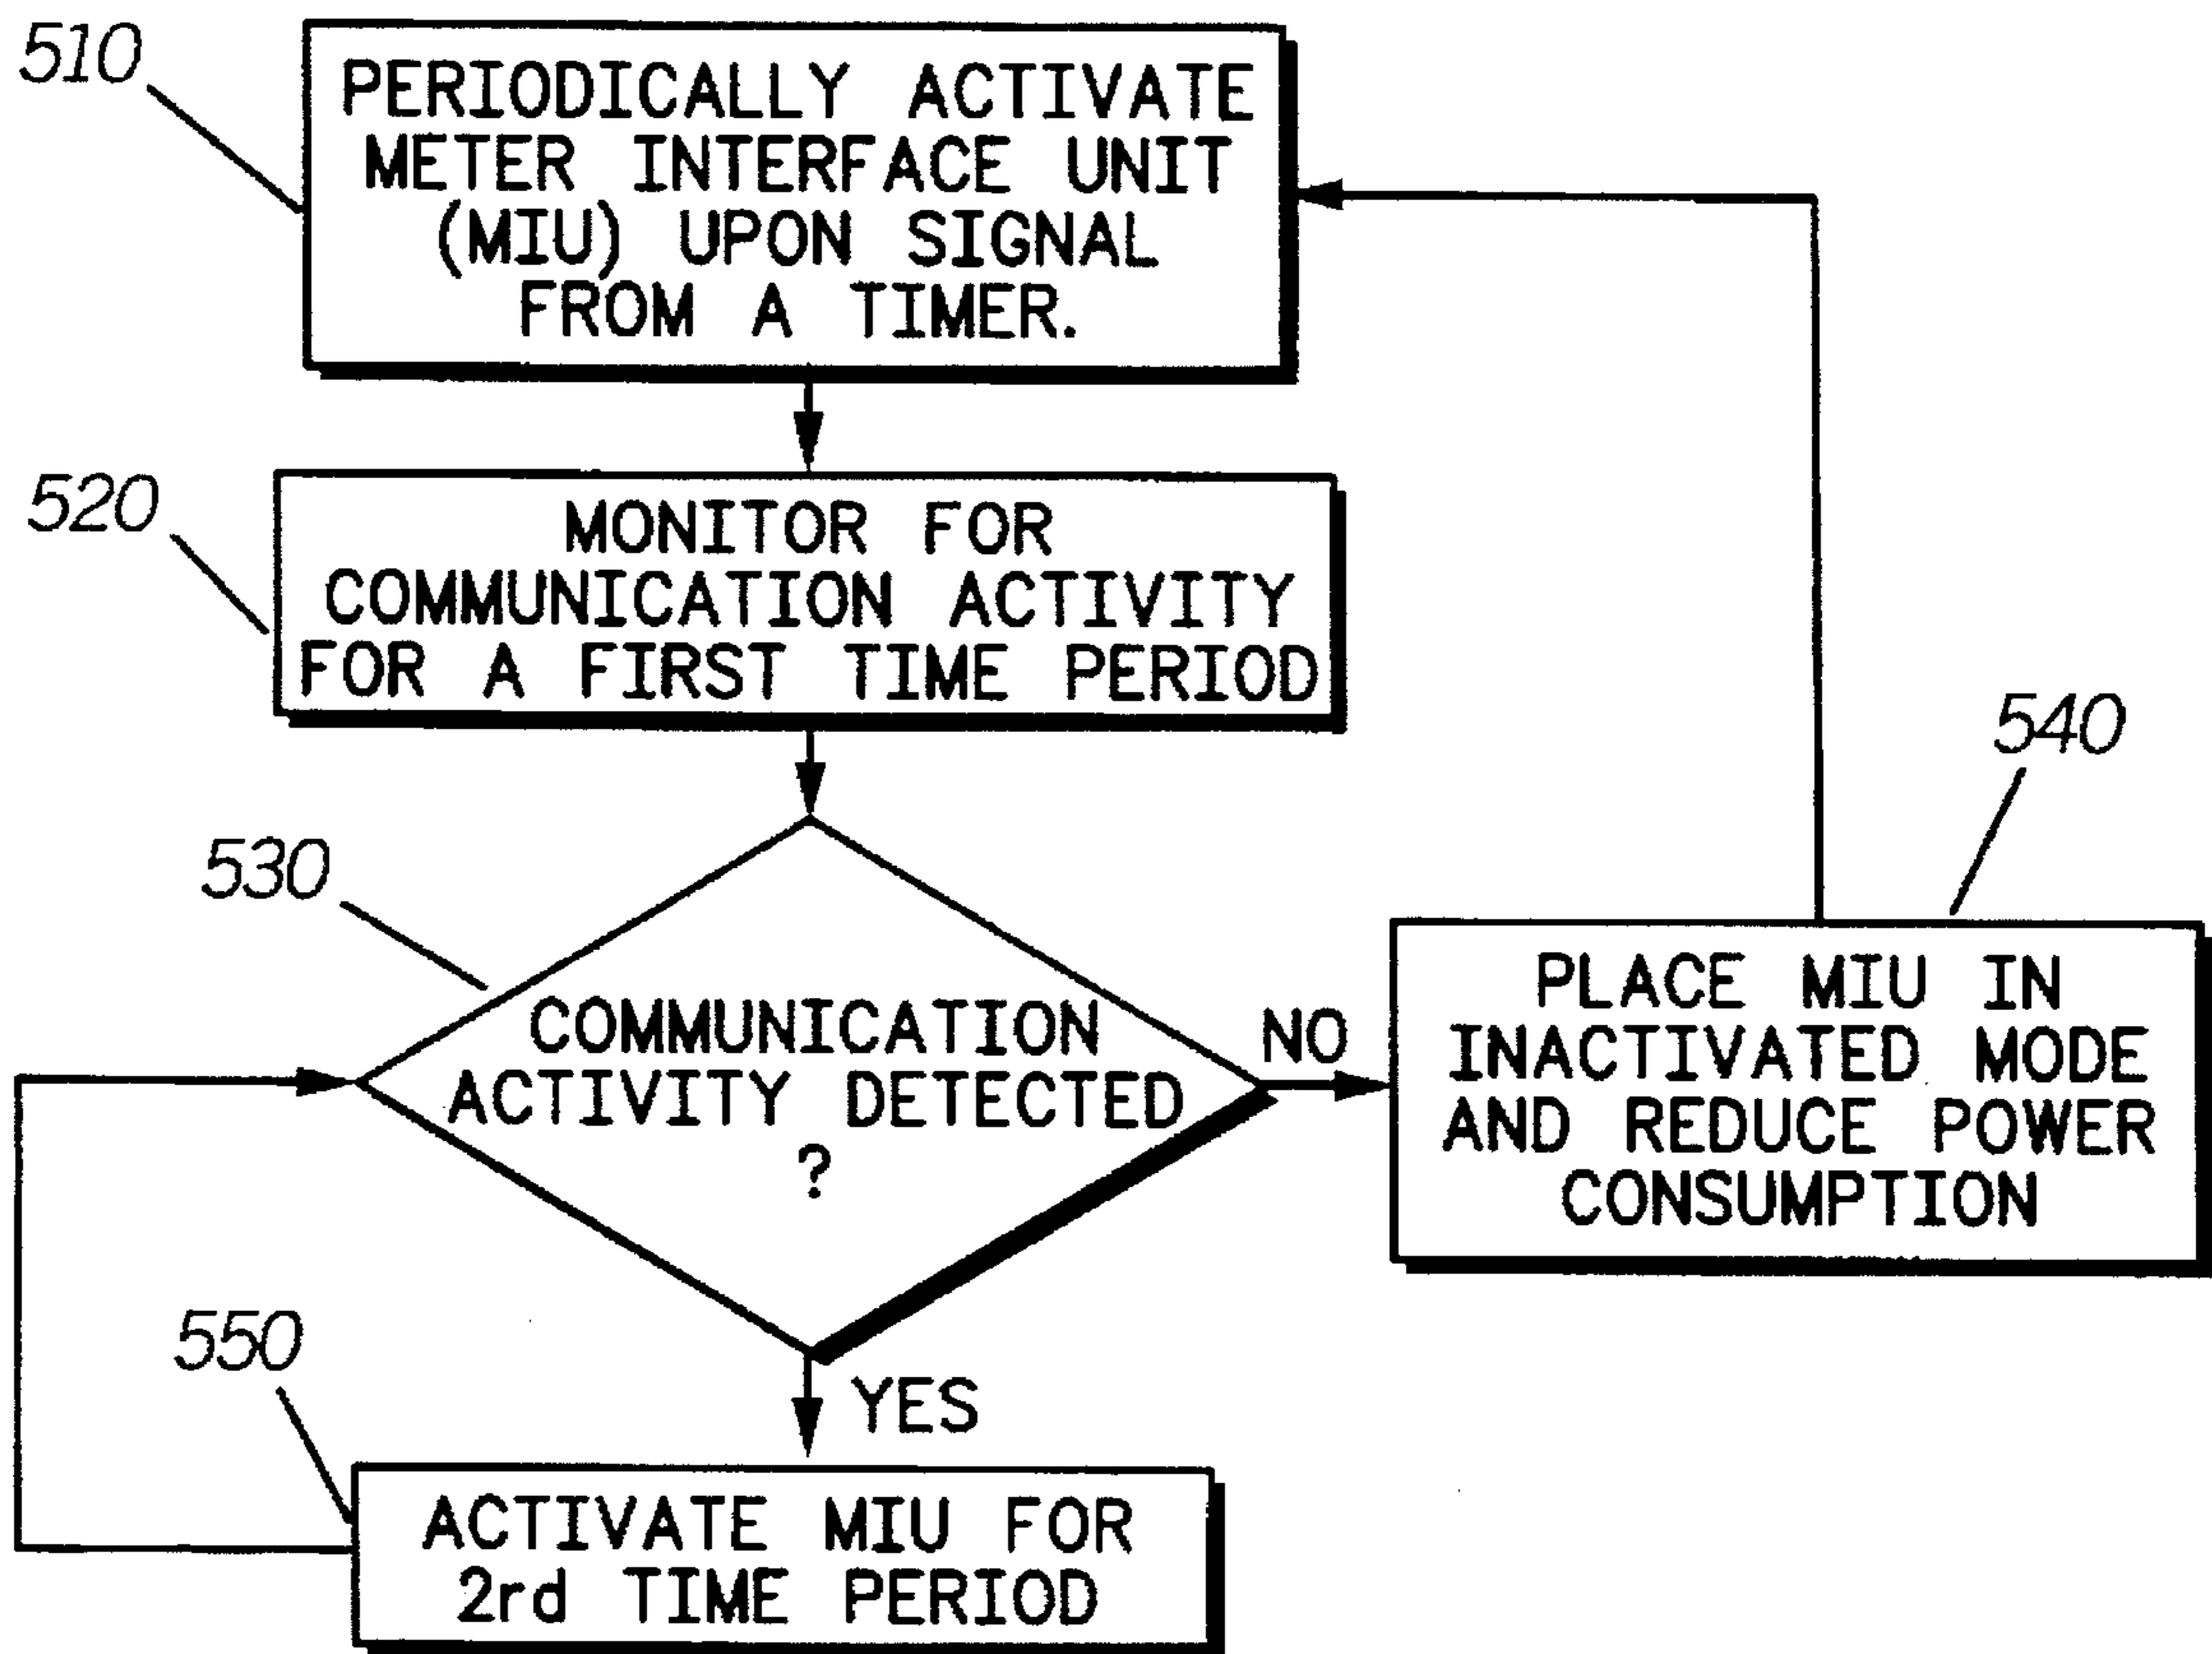 510
PERIODICALLY ACTIVATE
METER INTERFACE UNIT
(MIU) UPON SIGNAL
FROM A TIMER.
520
MONITOR FOR
COMMUNICATION ACTIVITY
FOR A FIRST TIME PERIOD
530
COMMUNICATION
ACTIVITY DETECTED
?
NO
540
PLACE MIU IN
INACTIVATED MODE
AND REDUCE POWER
CONSUMPTION
YES
550
ACTIVATE MIU FOR
2rd TIME PERIOD